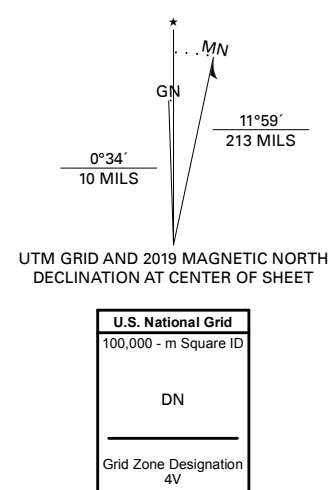 ★
MN
GN
11°59´
213 MILS
0°34´
10 MILS
UTM GRID AND 2019 MAGNETIC NORTH
DECLINATION AT CENTER OF SHEET
U.S. National Grid
100,000 - m Square ID
DN
Grid Zone Designation
4V